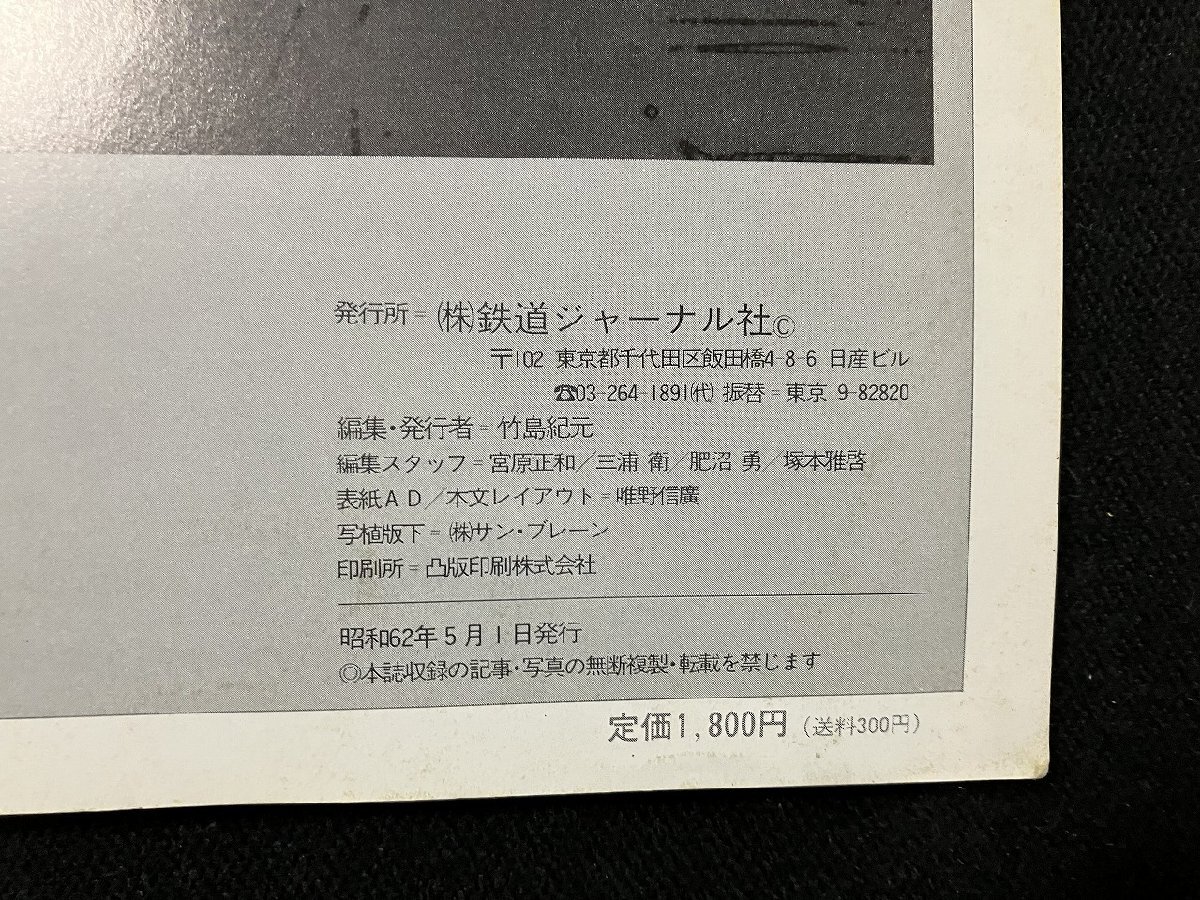 発行所=(株)鉄道ジャーナル社©
〒102 東京都千代田区飯田橋4-8-6 日産ビル
☎03-264-1891(代) 振替=東京 9-82820
編集・発行者=竹島紀元
編集スタッフ=宮原正和/三浦 衛/肥沼 勇/塚本雅啓
表紙AD/本文レイアウト=唯野信廣
写植版下=(株)サン・ブレーン
印刷所=凸版印刷株式会社
昭和62年5月1日発行
◎本誌収録の記事・写真の無断複製・転載を禁じます
定価1,800円(送料300円)